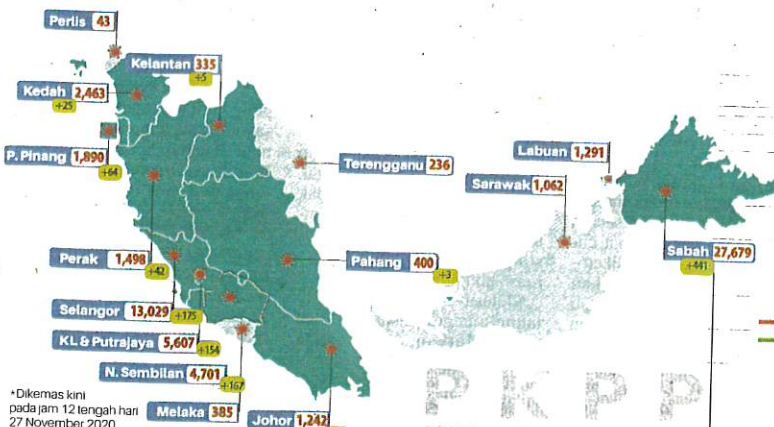 Perlis 43
Kelantan 335
+5
Kedah 2,463
+25
P. Pinang 1,890
+64
Terengganu 236
Labuan 1,291
Sarawak 1,062
Perak 1,498
+42
Pahang 400
+3
Sabah 27,679
+441
Selangor 13,029
+175
KL & Putrajaya 5,607
+154
N. Sembilan 4,701
+167
Melaka 385
Johor 1,242
PKPP
*Dikemas kini
pada jam 12 tengah hari
27 November 2020